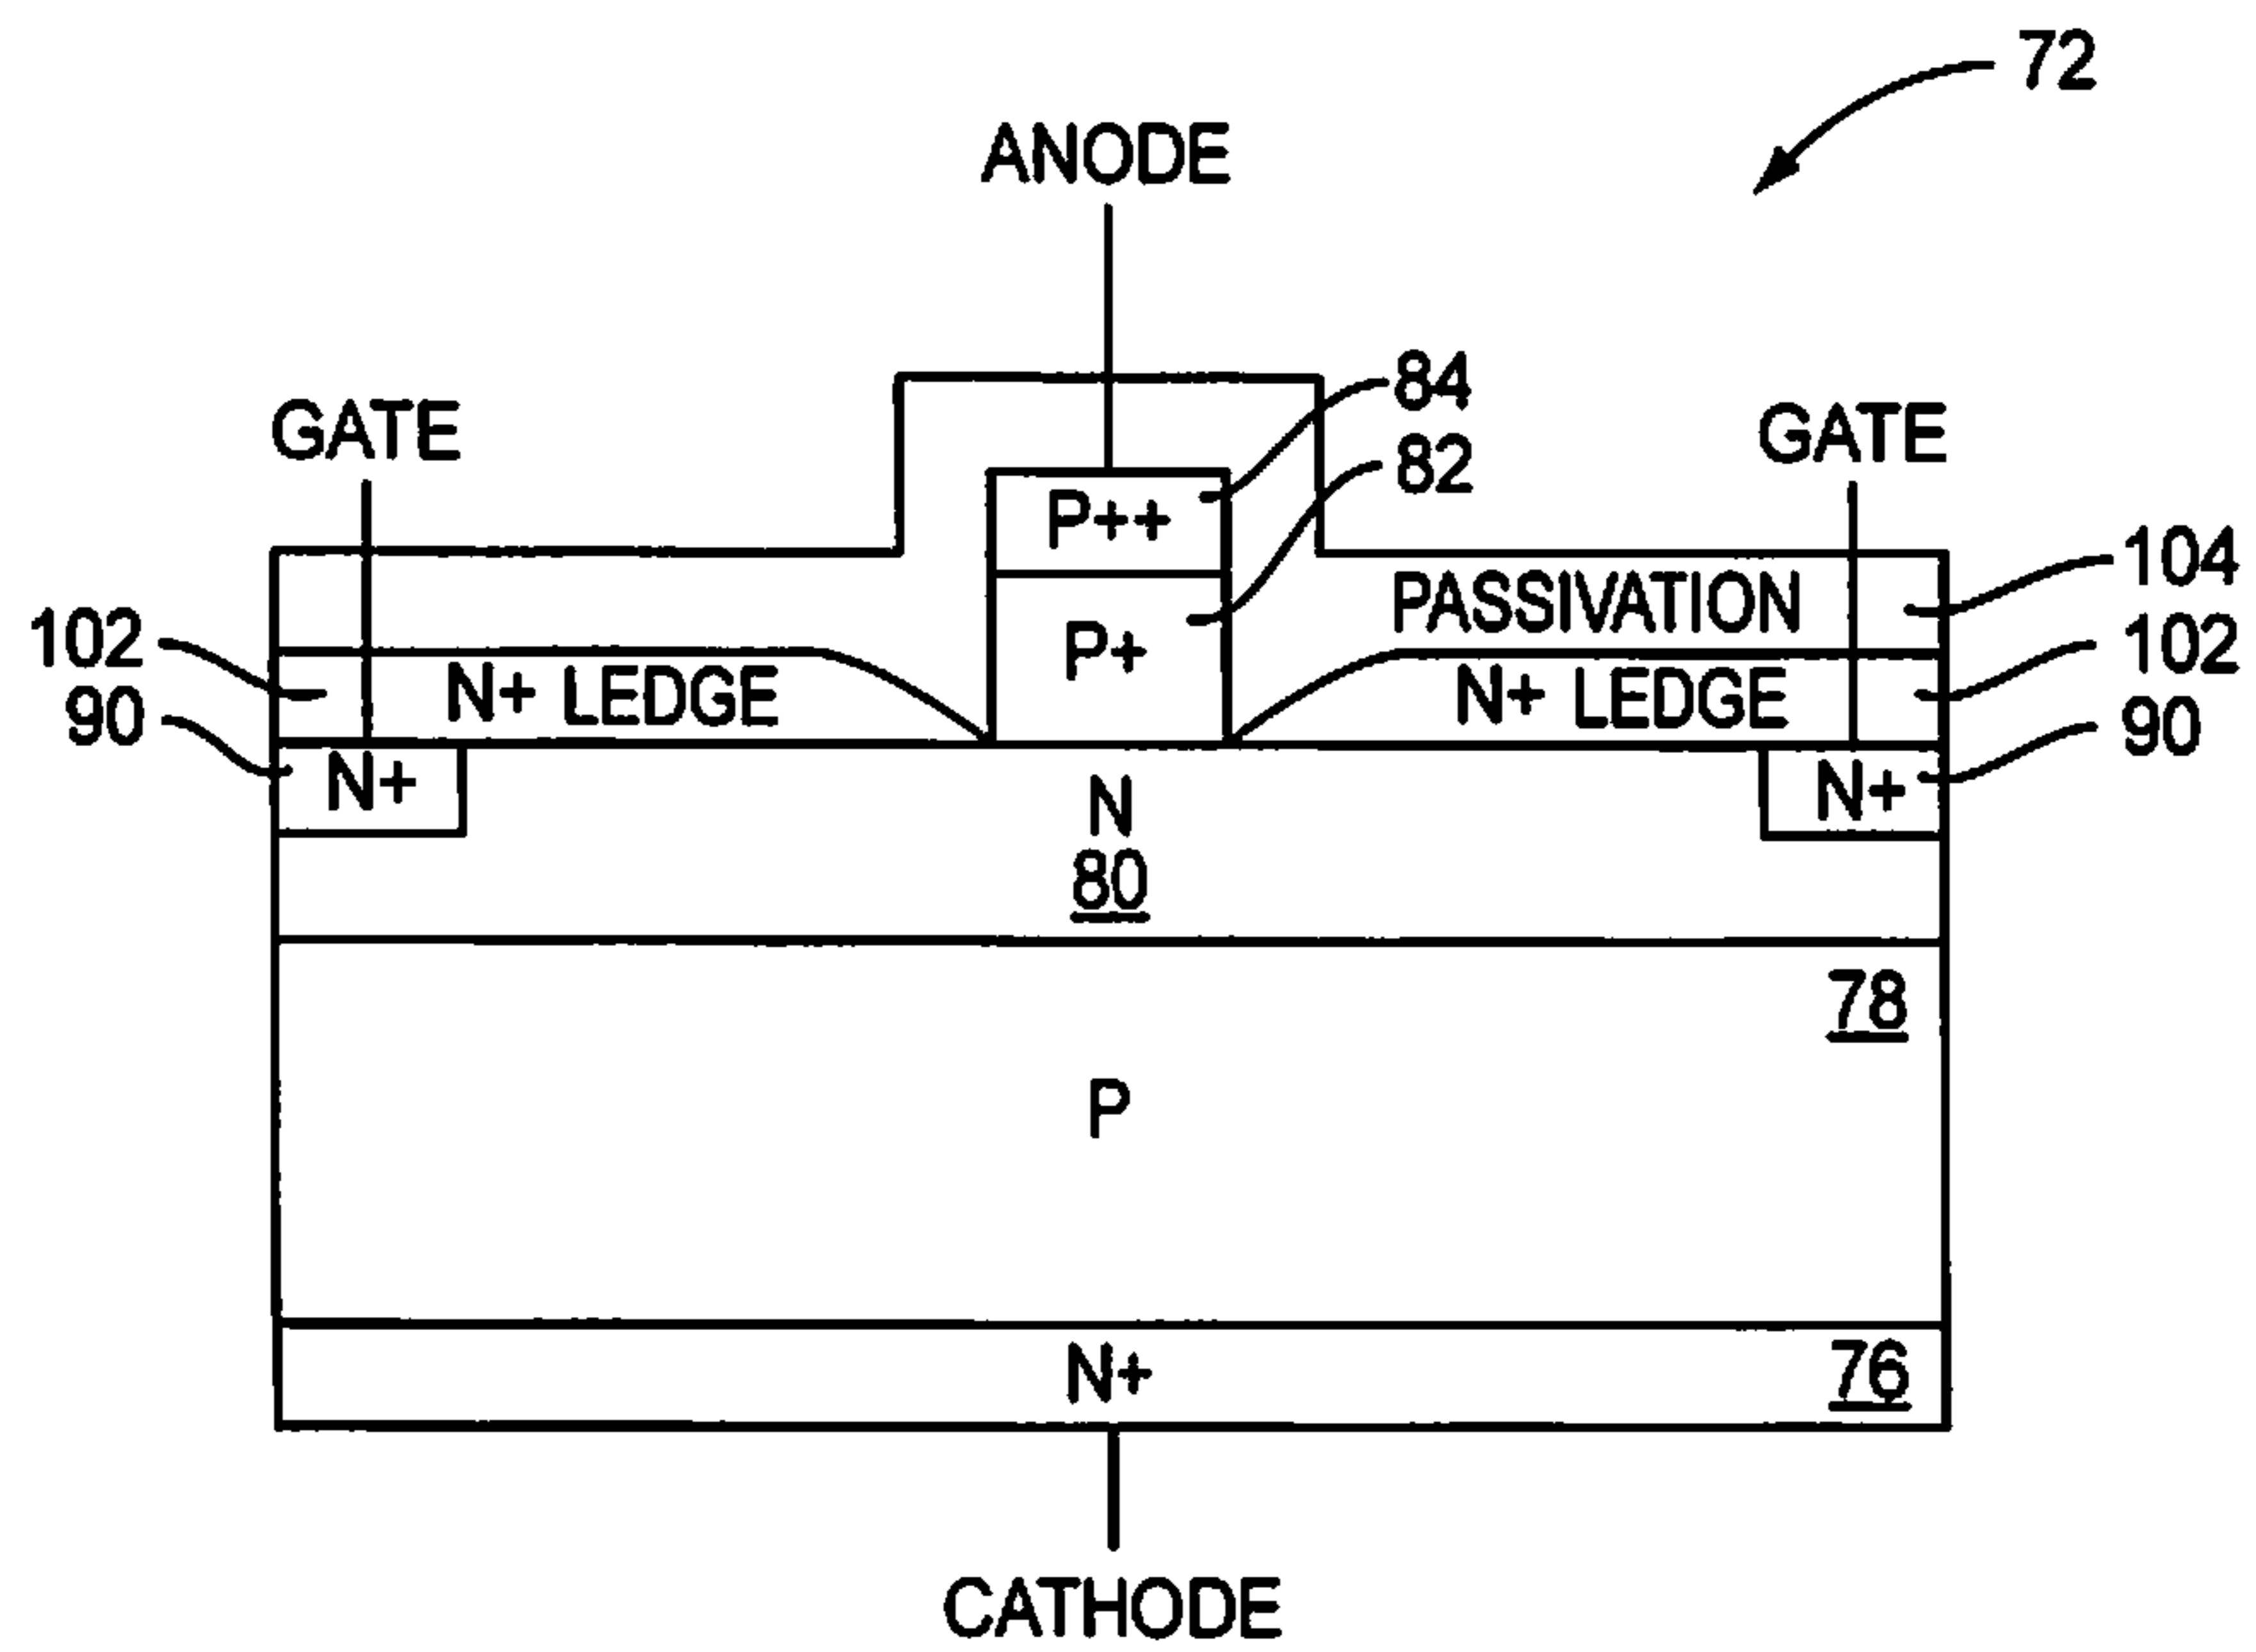 72
ANODE
84
GATE
82
GATE
P++
104
PASSIVATION
102
P+
102
N+ LEDGE
N+ LEDGE
90
90
N+
N
N+
80
78
P
N+
76
CATHODE